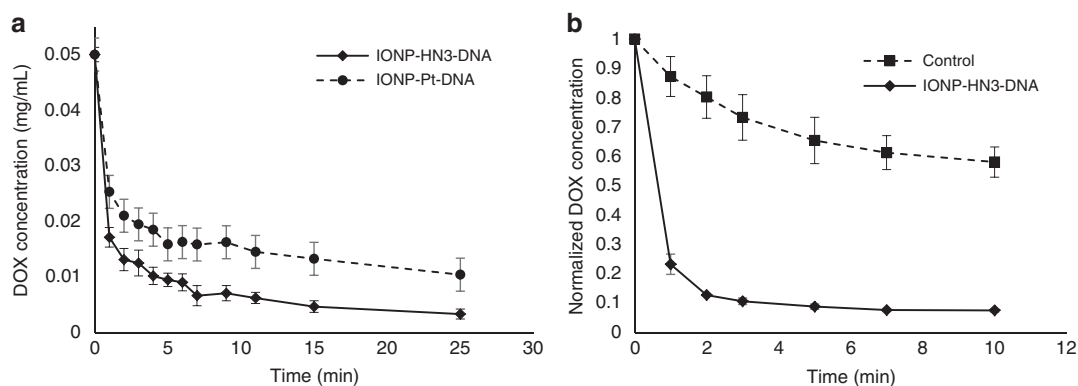 a
DOX concentration (mg/mL)
0.05
0.04
0.03
0.02
0.01
0
0 5 10 15 20 25 30
Time (min)
IONP-HN3-DNA
IONP-Pt-DNA
b
Normalized DOX concentration
1
0.9
0.8
0.7
0.6
0.5
0.4
0.3
0.2
0.1
0
0 2 4 6 8 10 12
Time (min)
Control
IONP-HN3-DNA